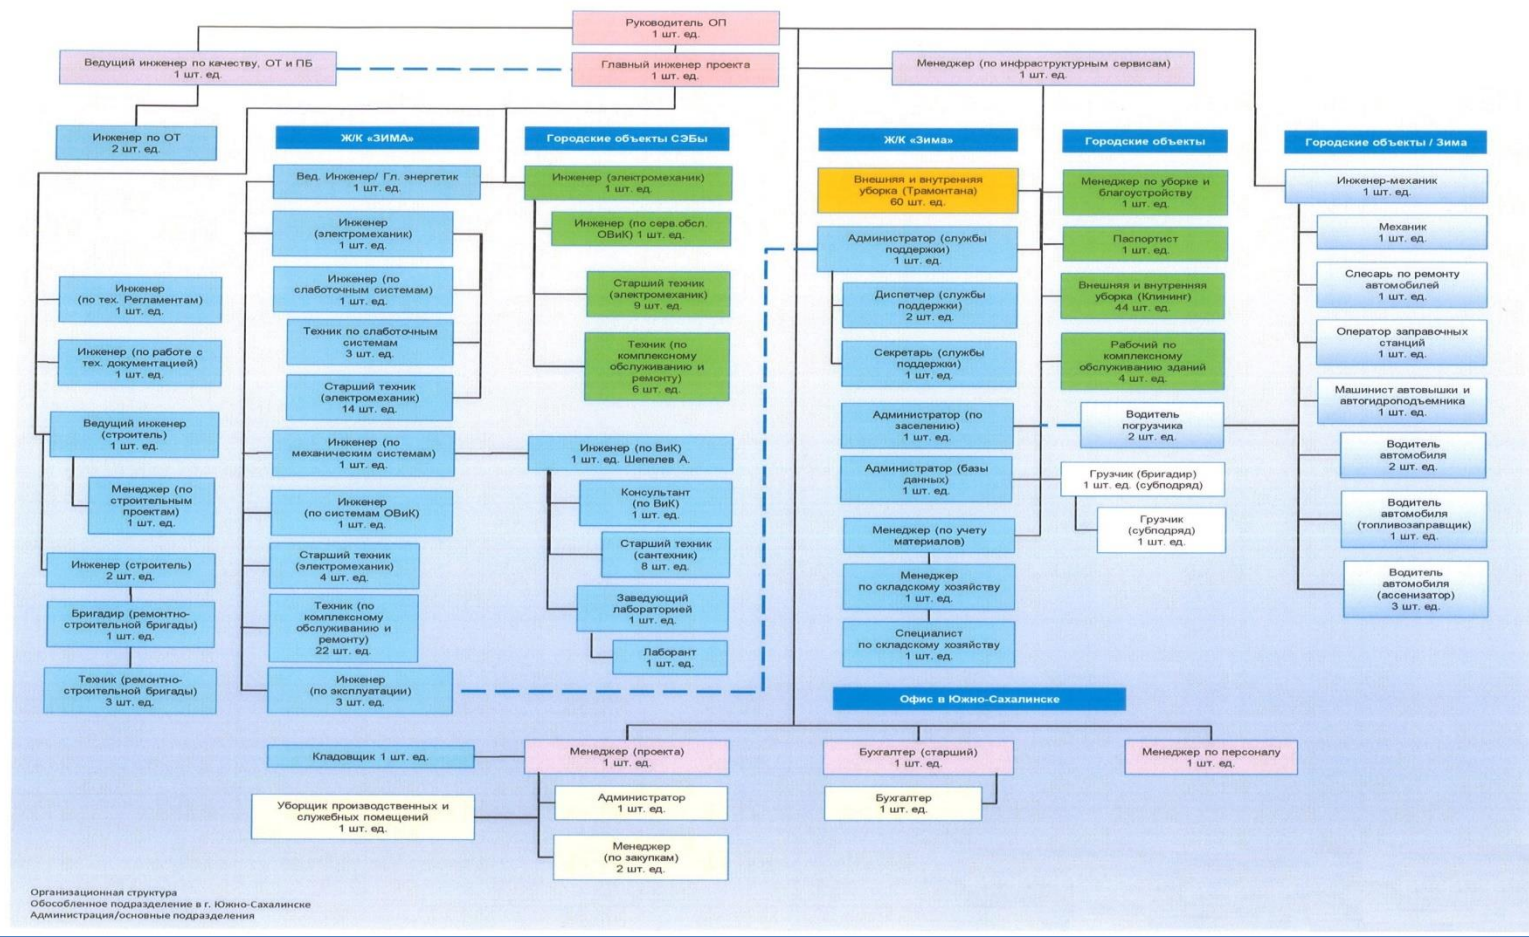 Руководитель ОП
1 шт. ед.
Ведущий инженер по качеству, ОТ и ПБ
1 шт. ед.
Главный инженер проекта
1 шт. ед.
Менеджер (по инфраструктурным сервисам)
1 шт. ед.
Инженер по ОТ
2 шт. ед.
Инженер
(по тех. Регламентам)
1 шт. ед.
Инженер (по работе с
тех. документацией)
1 шт. ед.
Ведущий инженер
(строитель)
1 шт. ед.
Менеджер (по
строительным
проектам)
1 шт. ед.
Инженер (строитель)
2 шт. ед.
Бригадир (ремонтно-
строительной бригады)
1 шт. ед.
Техник (ремонтно-
строительной бригады)
3 шт. ед.
Ж/К «ЗИМА»
Вед. Инженер/ Гл. энергетик
1 шт. ед.
Инженер
(электромеханик)
1 шт. ед.
Инженер (по
слаботочным системам)
1 шт. ед.
Техник по слаботочным
системам
3 шт. ед.
Старший техник
(электромеханик)
14 шт. ед.
Инженер (по
механическим системам)
1 шт. ед.
Инженер
(по системам ОВиК)
1 шт. ед.
Старший техник
(электромеханик)
4 шт. ед.
Техник (по
комплексному
обслуживанию и
ремонту)
22 шт. ед.
Инженер
(по эксплуатации)
3 шт. ед.
Городские объекты СЭБы
Инженер (электромеханик)
1 шт. ед.
Инженер (по серв.обсл.
ОВиК) 1 шт. ед.
Старший техник
(электромеханик)
9 шт. ед.
Техник (по
комплексному
обслуживанию и
ремонту)
6 шт. ед.
Инженер (по ВиК)
1 шт. ед. Шепелев А.
Консультант
(по ВиК)
1 шт. ед.
Старший техник
(сантехник)
8 шт. ед.
Заведующий
лабораторией
1 шт. ед.
Лаборант
1 шт. ед.
Ж/К «Зима»
Внешняя и внутренняя
уборка (Трамонтана)
60 шт. ед.
Администратор (службы
поддержки)
1 шт. ед.
Диспетчер (службы
поддержки)
2 шт. ед.
Секретарь (службы
поддержки)
1 шт. ед.
Администратор (по
заселению)
1 шт. ед.
Администратор (базы
данных)
1 шт. ед.
Менеджер (по учету
материалов)
Менеджер
по складскому хозяйству
1 шт. ед.
Специалист
по складскому хозяйству
1 шт. ед.
Городские объекты
Менеджер по уборке и
благоустройству
1 шт. ед.
Паспортист
1 шт. ед.
Внешняя и внутренняя
уборка (Клининг)
44 шт. ед.
Рабочий по
комплексному
обслуживанию зданий
4 шт. ед.
Водитель
погрузчика
2 шт. ед.
Грузчик (бригадир)
1 шт. ед. (субподряд)
Грузчик
(субподряд)
1 шт. ед.
Городские объекты / Зима
Инженер-механик
1 шт. ед.
Механик
1 шт. ед.
Слесарь по ремонту
автомобилей
1 шт. ед.
Оператор заправочных
станций
1 шт. ед.
Машинист автовышки и
автогидроподъемника
1 шт. ед.
Водитель
автомобиля
2 шт. ед.
Водитель
автомобиля
(топливозаправщик)
1 шт. ед.
Водитель
автомобиля
(ассенизатор)
3 шт. ед.
Офис в Южно-Сахалинске
Кладовщик 1 шт. ед.
Менеджер (проекта)
1 шт. ед.
Бухгалтер (старший)
1 шт. ед.
Менеджер по персоналу
1 шт. ед.
Уборщик производственных и
служебных помещений
1 шт. ед.
Администратор
1 шт. ед.
Бухгалтер
1 шт. ед.
Менеджер
(по закупкам)
2 шт. ед.
Организационная структура
Обособленное подразделение в г. Южно-Сахалинске
Администрация/основные подразделения